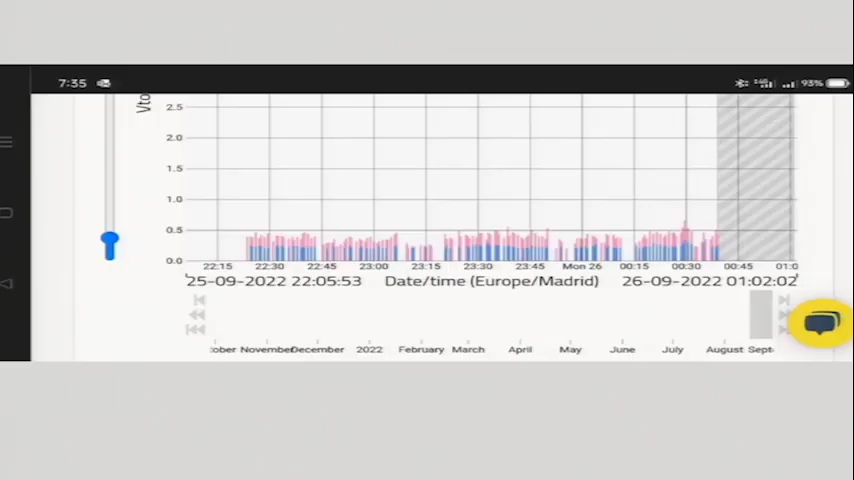 7:35 93%
Vto
2.5
2.0
1.5
1.0
0.5
0.0
22:15 22:30 22:45 23:00 23:15 23:30 23:45 Mon 26 00:15 00:30 00:45 01:0
25-09-2022 22:05:53 Date/time (Europe/Madrid) 26-09-2022 01:02:02
:ober November December 2022 February March April May June July August Sept